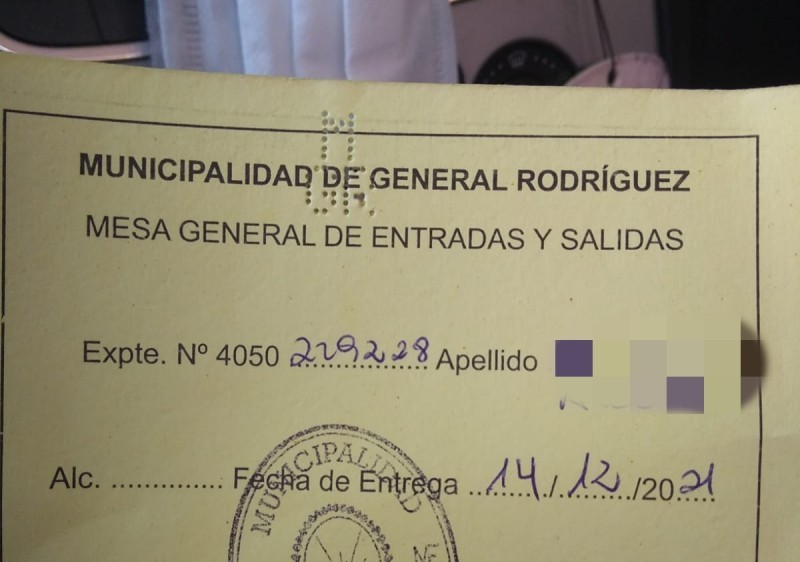 MUNICIPALIDAD DE GENERAL RODRÍGUEZ
MESA GENERAL DE ENTRADAS Y SALIDAS
Expte. Nº 4050 229228 Apellido
Alc. .............. Fecha de Entrega 14/12/2021
MUNICIPALIDAD